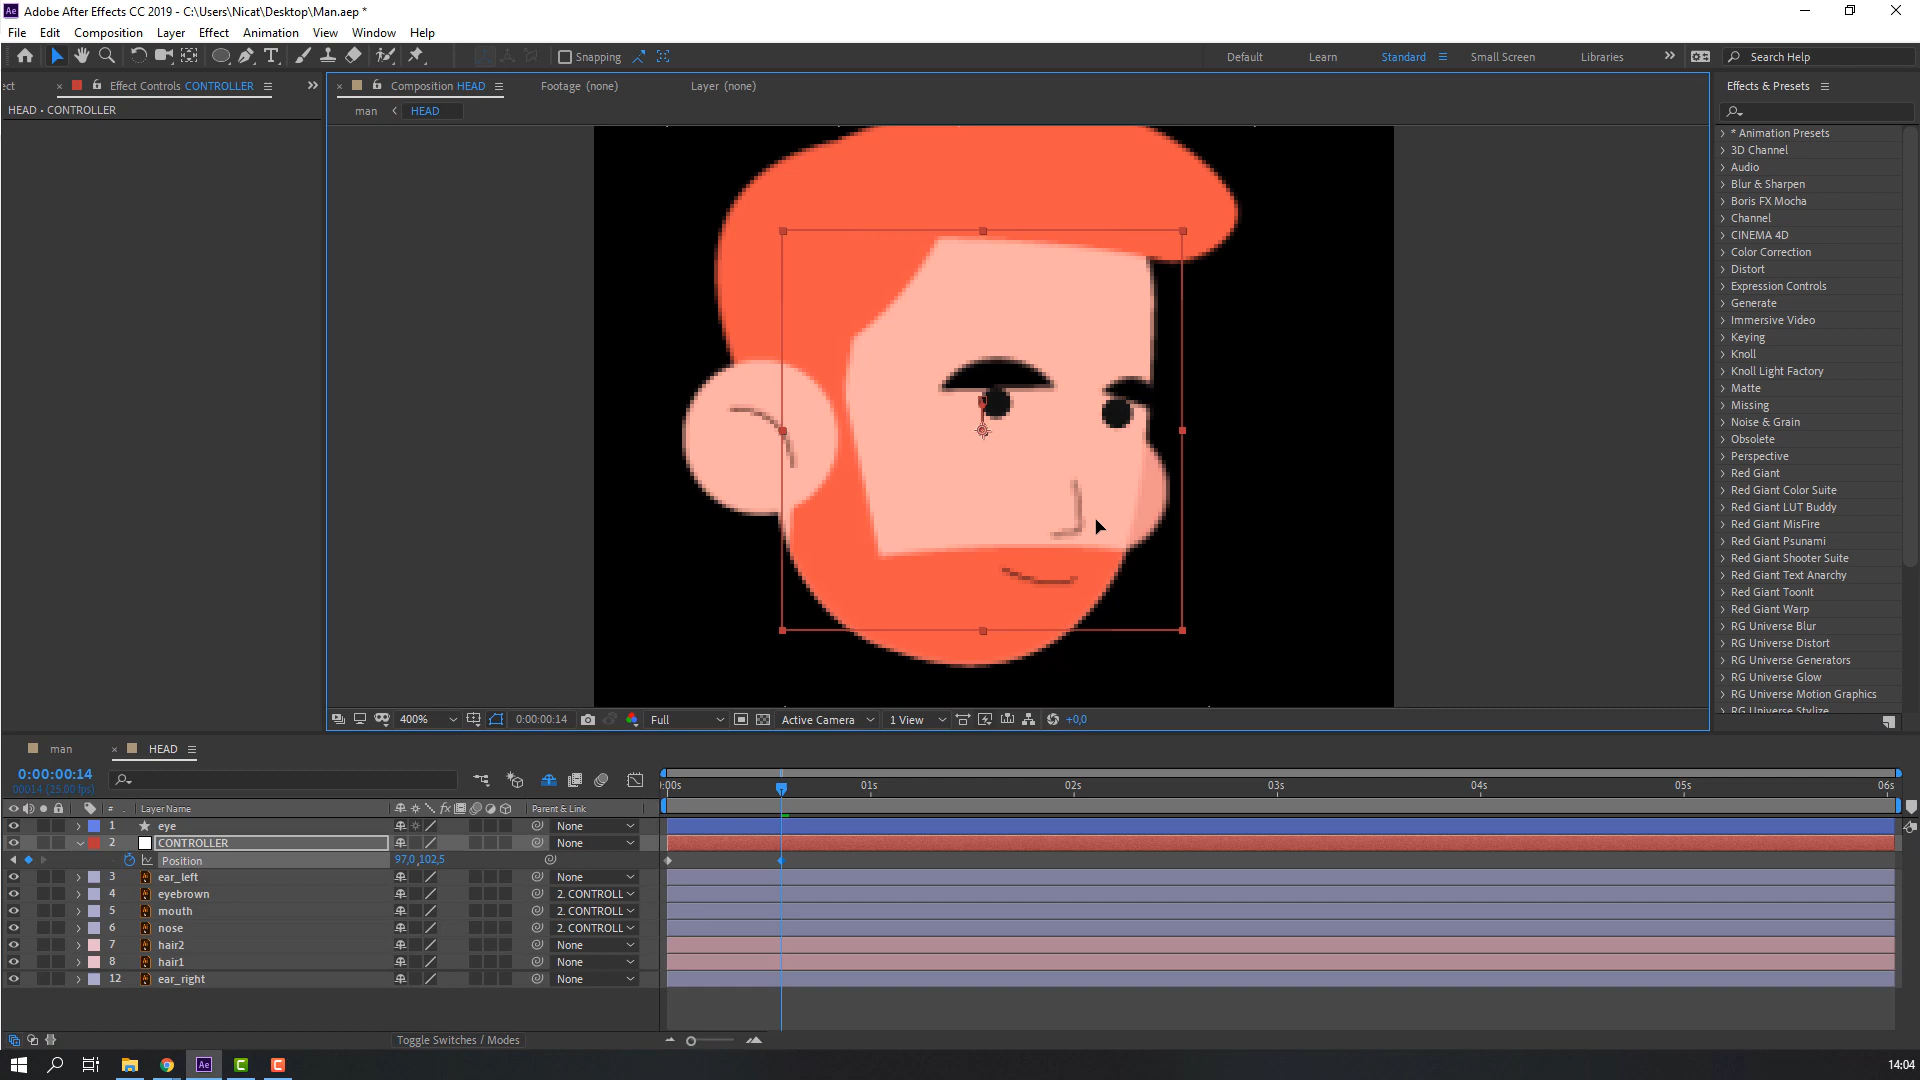 Adobe After Effects CC 2019 - C:\Users\Nicat\Desktop\Man.aep *
File Edit Composition Layer Effect Animation View Window Help
Snapping
Default Learn Standard Small Screen Libraries
Search Help
ect
Effect Controls CONTROLLER
HEAD • CONTROLLER
Composition HEAD
Footage (none)
Layer (none)
man
HEAD
Effects & Presets
* Animation Presets
3D Channel
Audio
Blur & Sharpen
Boris FX Mocha
Channel
CINEMA 4D
Color Correction
Distort
Expression Controls
Generate
Immersive Video
Keying
Knoll
Knoll Light Factory
Matte
Missing
Noise & Grain
Obsolete
Perspective
Red Giant
Red Giant Color Suite
Red Giant LUT Buddy
Red Giant MisFire
Red Giant Psunami
Red Giant Shooter Suite
Red Giant Text Anarchy
Red Giant ToonIt
Red Giant Warp
RG Universe Blur
RG Universe Distort
RG Universe Generators
RG Universe Glow
RG Universe Motion Graphics
RG Universe Stylize
400% 0:00:00:14 Full Active Camera 1 View +0,0
man
HEAD
0:00:00:14
00014 (25.00 fps)
:00s 01s 02s 03s 04s 05s 06s
# Layer Name fx Parent & Link
1 eye None
2 CONTROLLER None
Position 97,0,102,5
3 ear_left None
4 eyebrown 2. CONTROLL
5 mouth 2. CONTROLL
6 nose 2. CONTROLL
7 hair2 None
8 hair1 None
12 ear_right None
Toggle Switches / Modes
Ae
14:04